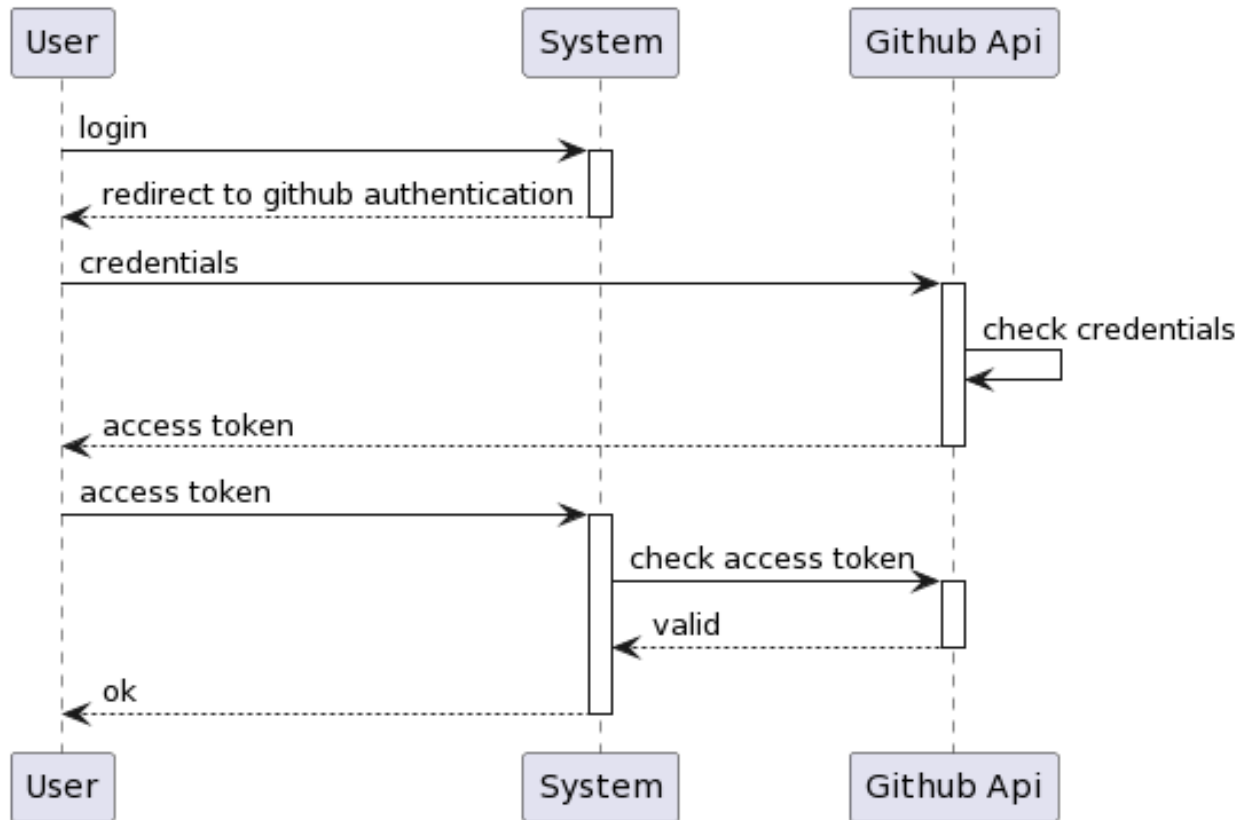 User
System
Github Api
login
redirect to github authentication
credentials
check credentials
access token
access token
check access token
valid
ok
User
System
Github Api